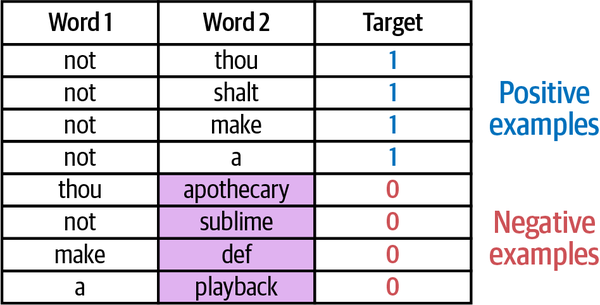 Word 1 Word 2 Target
not thou 1
not shalt 1
not make 1
not a 1
thou apothecary 0
not sublime 0
make def 0
a playback 0
Positive
examples
Negative
examples